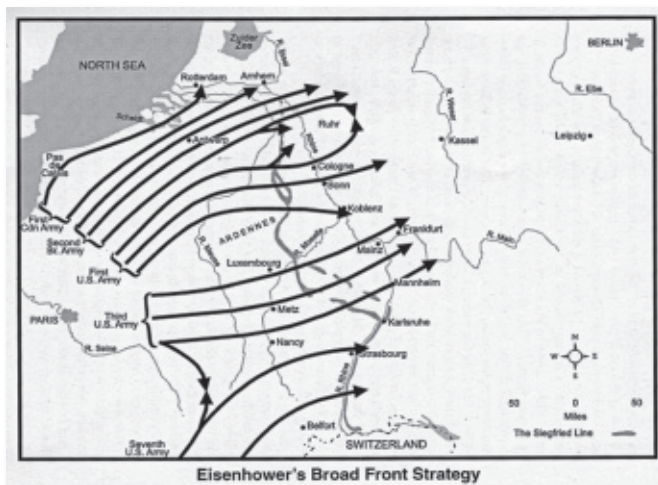 NORTH SEA
Zuider
Zee
R. Issel
BERLIN
Rotterdam
Arnhem
R. Weser
R. Elbe
Scheldt
Ruhr
Antwerp
Rhine
Kassel
Leipzig
Pas
de
Calais
Cologne
Bonn
First
Cdn Army
Koblenz
Second
Br. Army
ARDENNES
R. Meuse
R. Moselle
Frankfurt
First
U.S. Army
Luxembourg
Mainz
R. Main
Mannheim
PARIS
Third
U.S. Army
Metz
Karlsruhe
R. Seine
Nancy
Strasbourg
N
W
S
R. Rhine
50 0 50
Miles
Belfort
The Siegfried Line
Seventh
U.S. Army
SWITZERLAND
Eisenhower's Broad Front Strategy